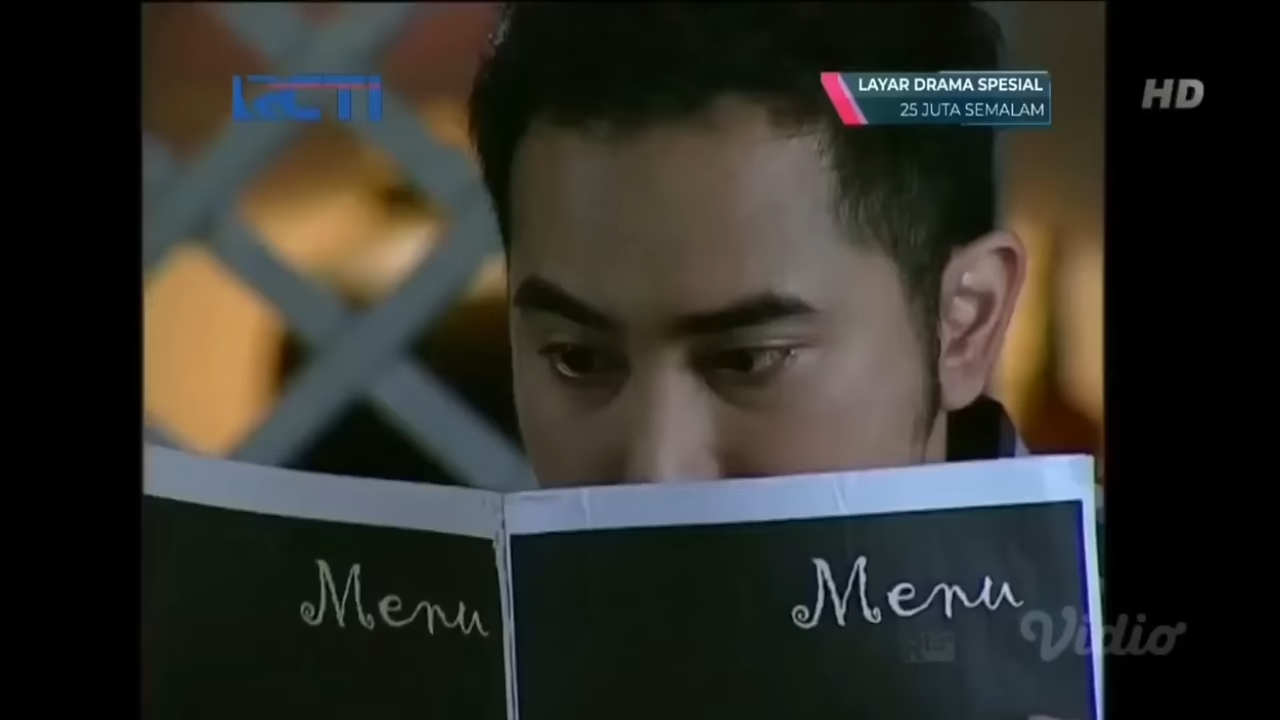 RCTI
LAYAR DRAMA SPESIAL
25 JUTA SEMALAM
HD
Menu
Menu
Vidio